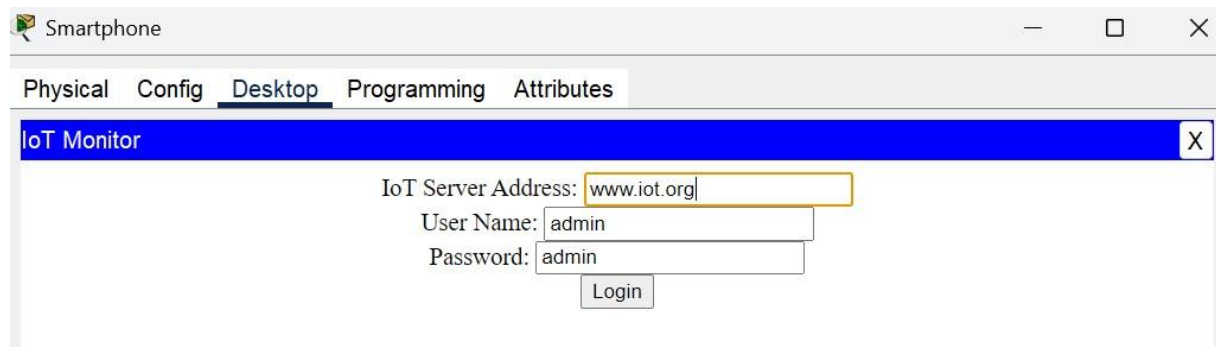 Smartphone
Physical Config Desktop Programming Attributes
IoT Monitor X
IoT Server Address: www.iot.org
User Name: admin
Password: admin
Login